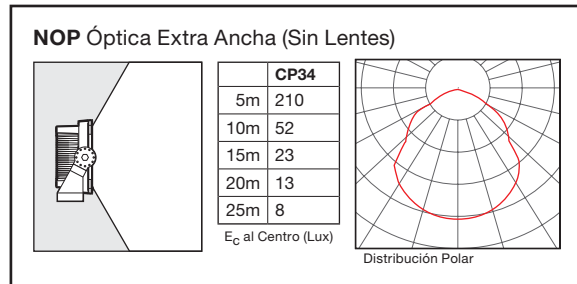 NOP Óptica Extra Ancha (Sin Lentes)
CP34
5m 210
10m 52
15m 23
20m 13
25m 8
EC al Centro (Lux)
Distribución Polar